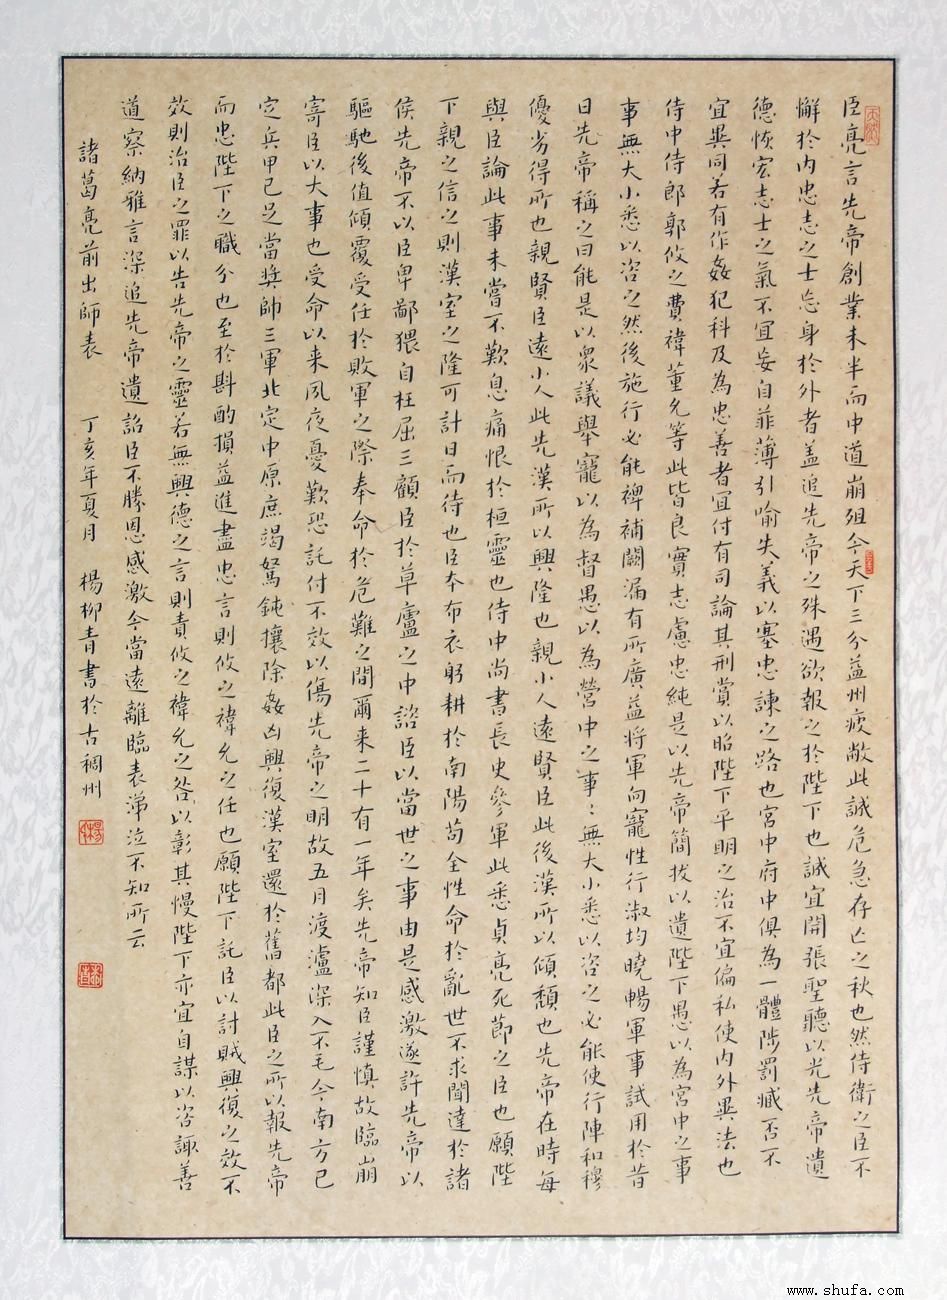 臣亮言先帝創業未半而中道崩殂今天下三分益州疲敝此誠危急存亡之秋也然侍衛之臣不
懈於内忠志之士忘身於外者盖追先帝之殊遇欲報之於陛下也誠宜開張聖聽以光先帝遺
德恢宏志士之氣不宜妄自菲薄引喻失義以塞忠諫之路也宮中府中俱為一體陟罰臧否不
宜異同若有作姦犯科及為忠善者宜付有司論其刑賞以昭陛下平明之治不宜偏私使内外異法也
侍中侍郎郭攸之費禕董允等此皆良實志慮忠純是以先帝簡拔以遺陛下愚以為宮中之事
事無大小悉以咨之然後施行必能裨補闕漏有所廣益将軍向寵性行淑均曉暢軍事試用於昔
日先帝稱之曰能是以衆議舉寵以為督愚以為營中之事〻無大小悉以咨之必能使行陣和穆
優劣得所也親賢臣遠小人此先漢所以興隆也親小人遠賢臣此後漢所以傾頹也先帝在時每
與臣論此事未嘗不歎息痛恨於桓靈也侍中尚書長史參軍此悉貞亮死節之臣也願陛
下親之信之則漢室之隆可計日而待也臣本布衣躬耕於南陽苟全性命於亂世不求聞達於諸
侯先帝不以臣卑鄙猥自枉屈三顧臣於草廬之中諮臣以當世之事由是感激遂許先帝以
驅馳後值傾覆受任於敗軍之際奉命於危難之間爾来二十有一年矣先帝知臣謹慎故臨崩
寄臣以大事也受命以来夙夜憂歎恐託付不效以傷先帝之明故五月渡瀘深入不毛今南方已
定兵甲已足當奬帥三軍北定中原庶竭駑鈍攘除姦凶興復漢室還於舊都此臣之所以報先帝
而忠陛下之職分也至於斟酌損益進盡忠言則攸之禕允之任也願陛下託臣以討賊興復之效不
效則治臣之罪以告先帝之靈若無興德之言則責攸之禕允之咎以彰其慢陛下亦宜自謀以咨諏善
道察納雅言深追先帝遺詔臣不勝恩感激今當遠離臨表涕泣不知所云
諸葛亮前出師表 丁亥年夏月 楊柳青書於古稠州
www.shufa.com